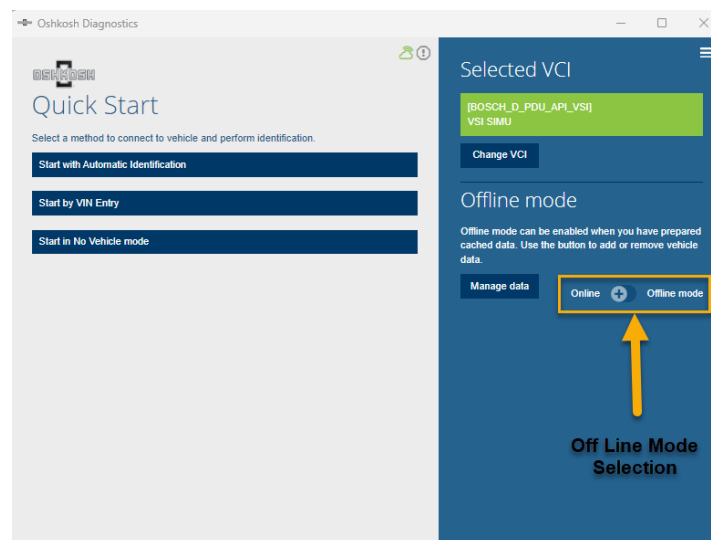 Oshkosh Diagnostics
OSHKOSH
Quick Start
Select a method to connect to vehicle and perform identification.
Start with Automatic Identification
Start by VIN Entry
Start in No Vehicle mode
Selected VCI
[BOSCH_D_PDU_API_VSI]
VSI SIMU
Change VCI
Offline mode
Offline mode can be enabled when you have prepared
cached data. Use the button to add or remove vehicle
data.
Manage data
Online
Offline mode
Off Line Mode
Selection